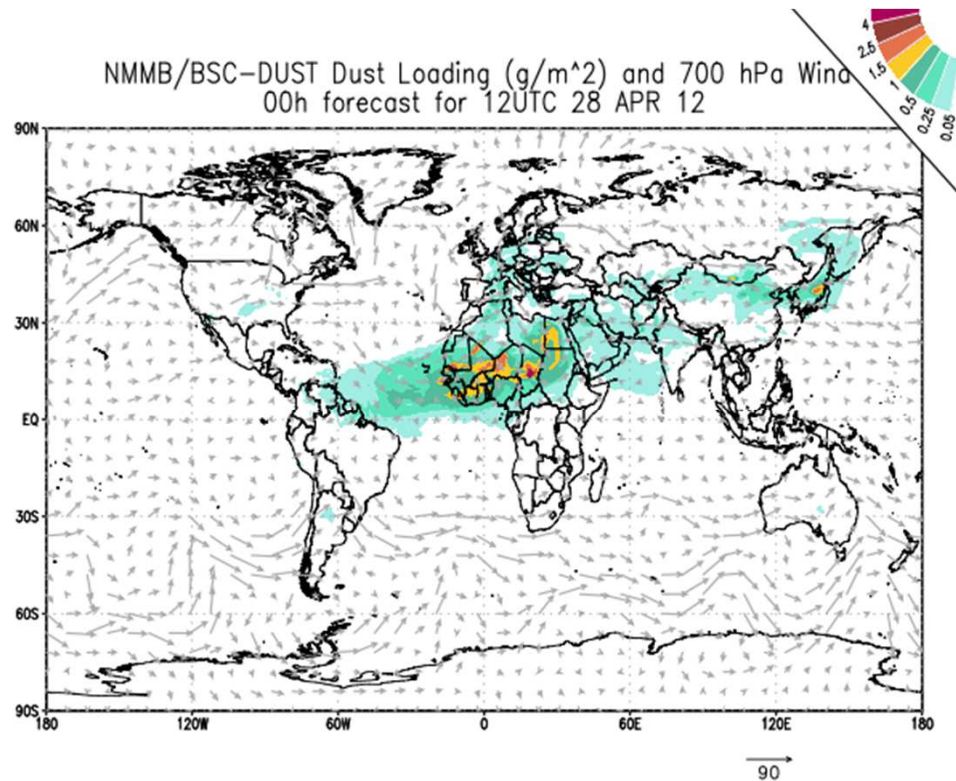 NMMB/BSC-DUST Dust Loading (g/m^2) and 700 hPa Wind
00h forecast for 12UTC 28 APR 12
4
2.5
1.5
1
0.5
0.25
0.05
90N
60N
30N
EQ
30S
60S
90S
180
120W
60W
0
60E
120E
180
90